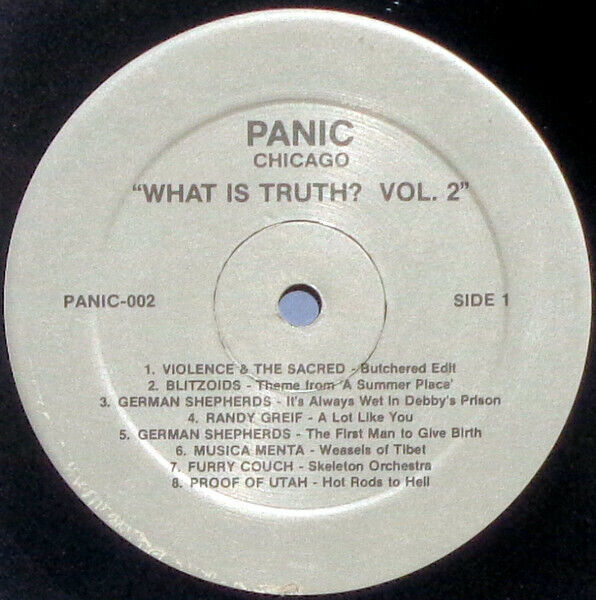 PANIC
CHICAGO
"WHAT IS TRUTH? VOL. 2"
PANIC-002 SIDE 1
1. VIOLENCE & THE SACRED - Butchered Edit
2. BLITZOIDS - Theme from 'A Summer Place'
3. GERMAN SHEPHERDS - It's Always Wet In Debby's Prison
4. RANDY GREIF - A Lot Like You
5. GERMAN SHEPHERDS - The First Man to Give Birth
6. MUSICA MENTA - Weasels of Tibet
7. FURRY COUCH - Skeleton Orchestra
8. PROOF OF UTAH - Hot Rods to Hell